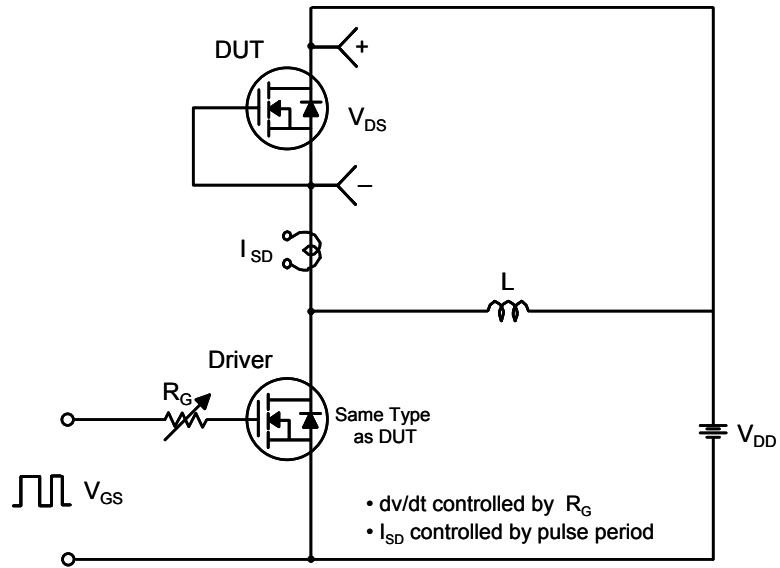 DUT
+
V_DS
–
I_SD
L
Driver
R_G
Same Type
as DUT
V_DD
V_GS
• dv/dt controlled by R_G
• I_SD controlled by pulse period